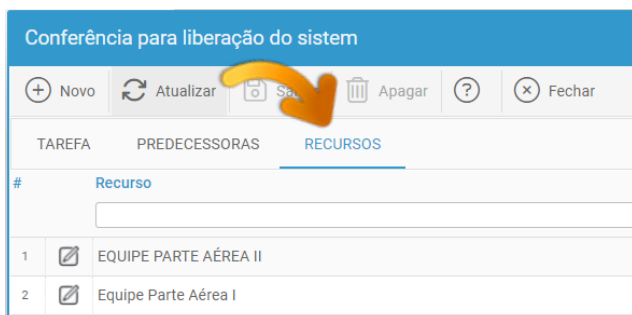 Conferência para liberação do sistem
Novo Atualizar Apagar ? Fechar
TAREFA PREDECESSORAS RECURSOS
# Recurso
1 EQUIPE PARTE AÉREA II
2 Equipe Parte Aérea I